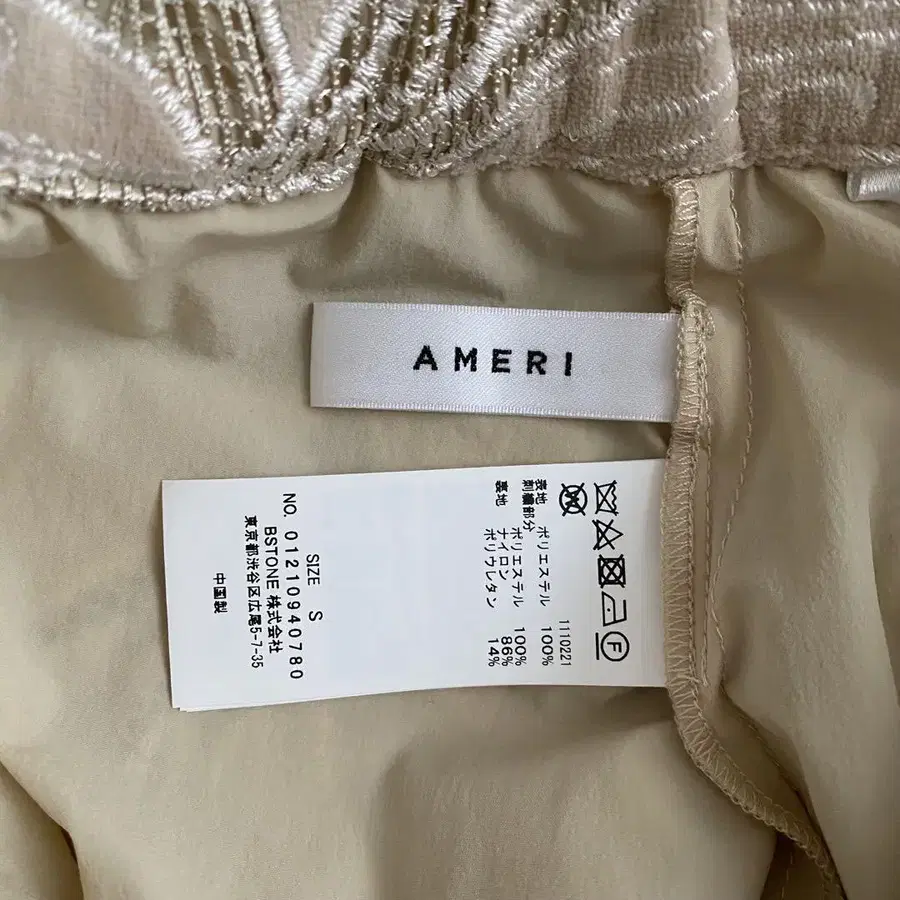 AMERI
1110221
表地 ポリエステル 100%
刺繍部分 ポリエステル 100%
裏地 ナイロン 86%
ポリウレタン 14%
SIZE S
NO. 0121094 0780
BSTONE 株式会社
東京都渋谷区広尾5-7-35
中国製
F